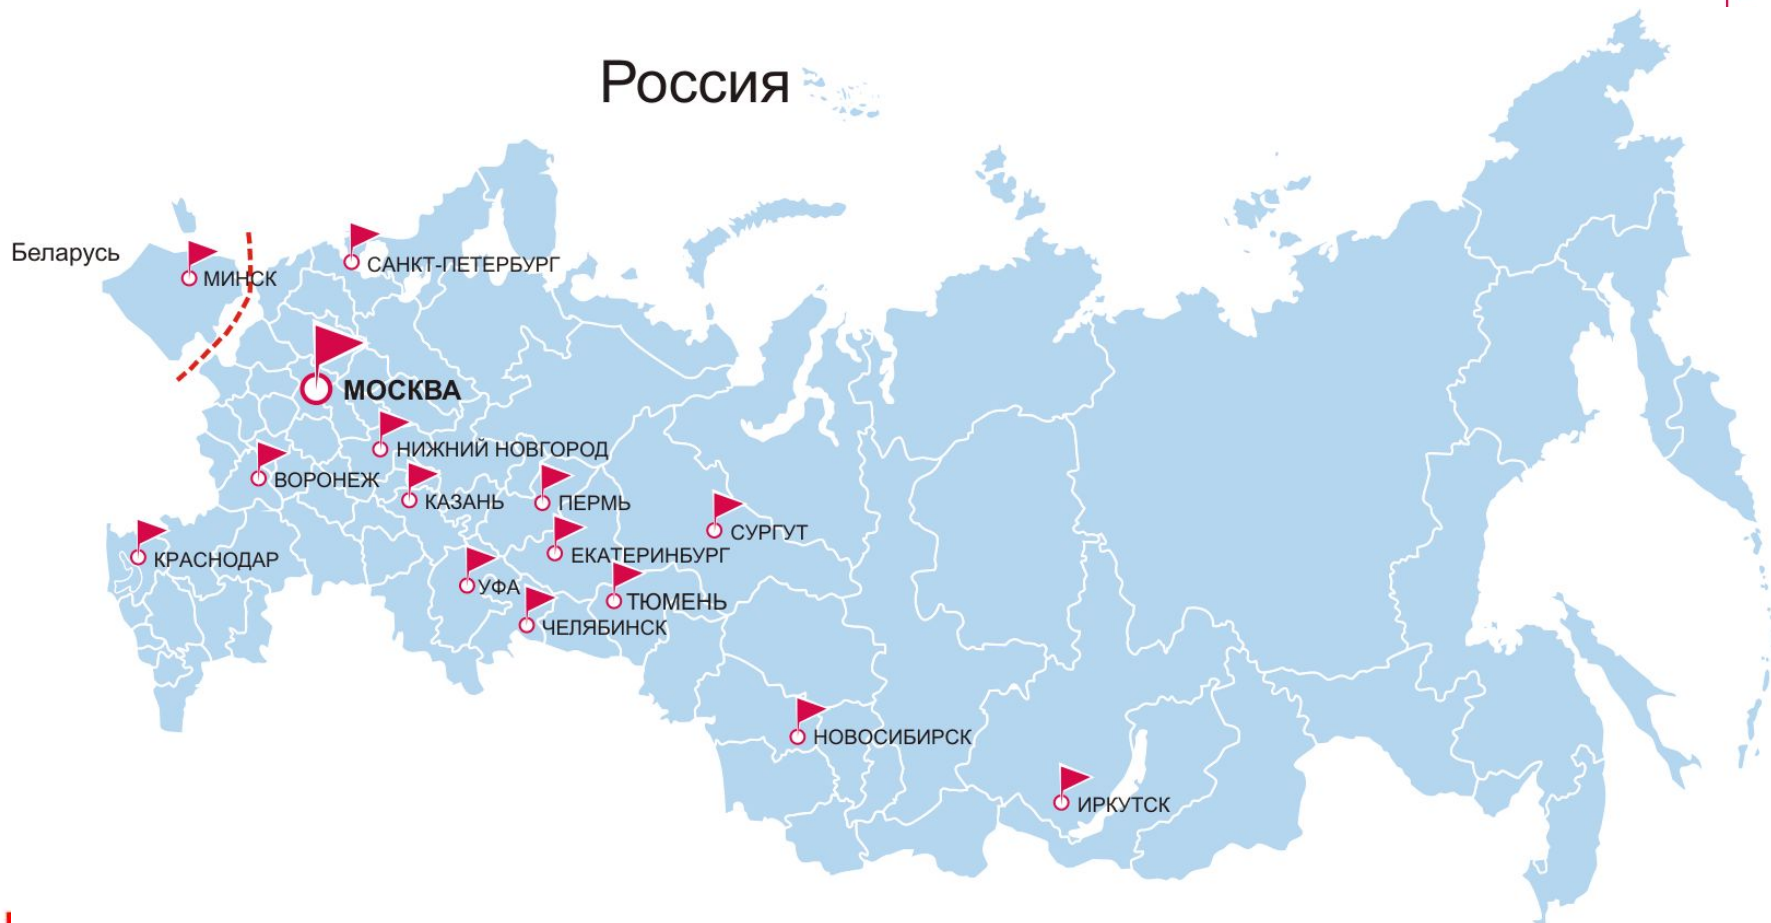 Россия
Беларусь
МИНСК
САНКТ-ПЕТЕРБУРГ
МОСКВА
НИЖНИЙ НОВГОРОД
ВОРОНЕЖ
КАЗАНЬ
ПЕРМЬ
СУРГУТ
КРАСНОДАР
ЕКАТЕРИНБУРГ
УФА
ТЮМЕНЬ
ЧЕЛЯБИНСК
НОВОСИБИРСК
ИРКУТСК